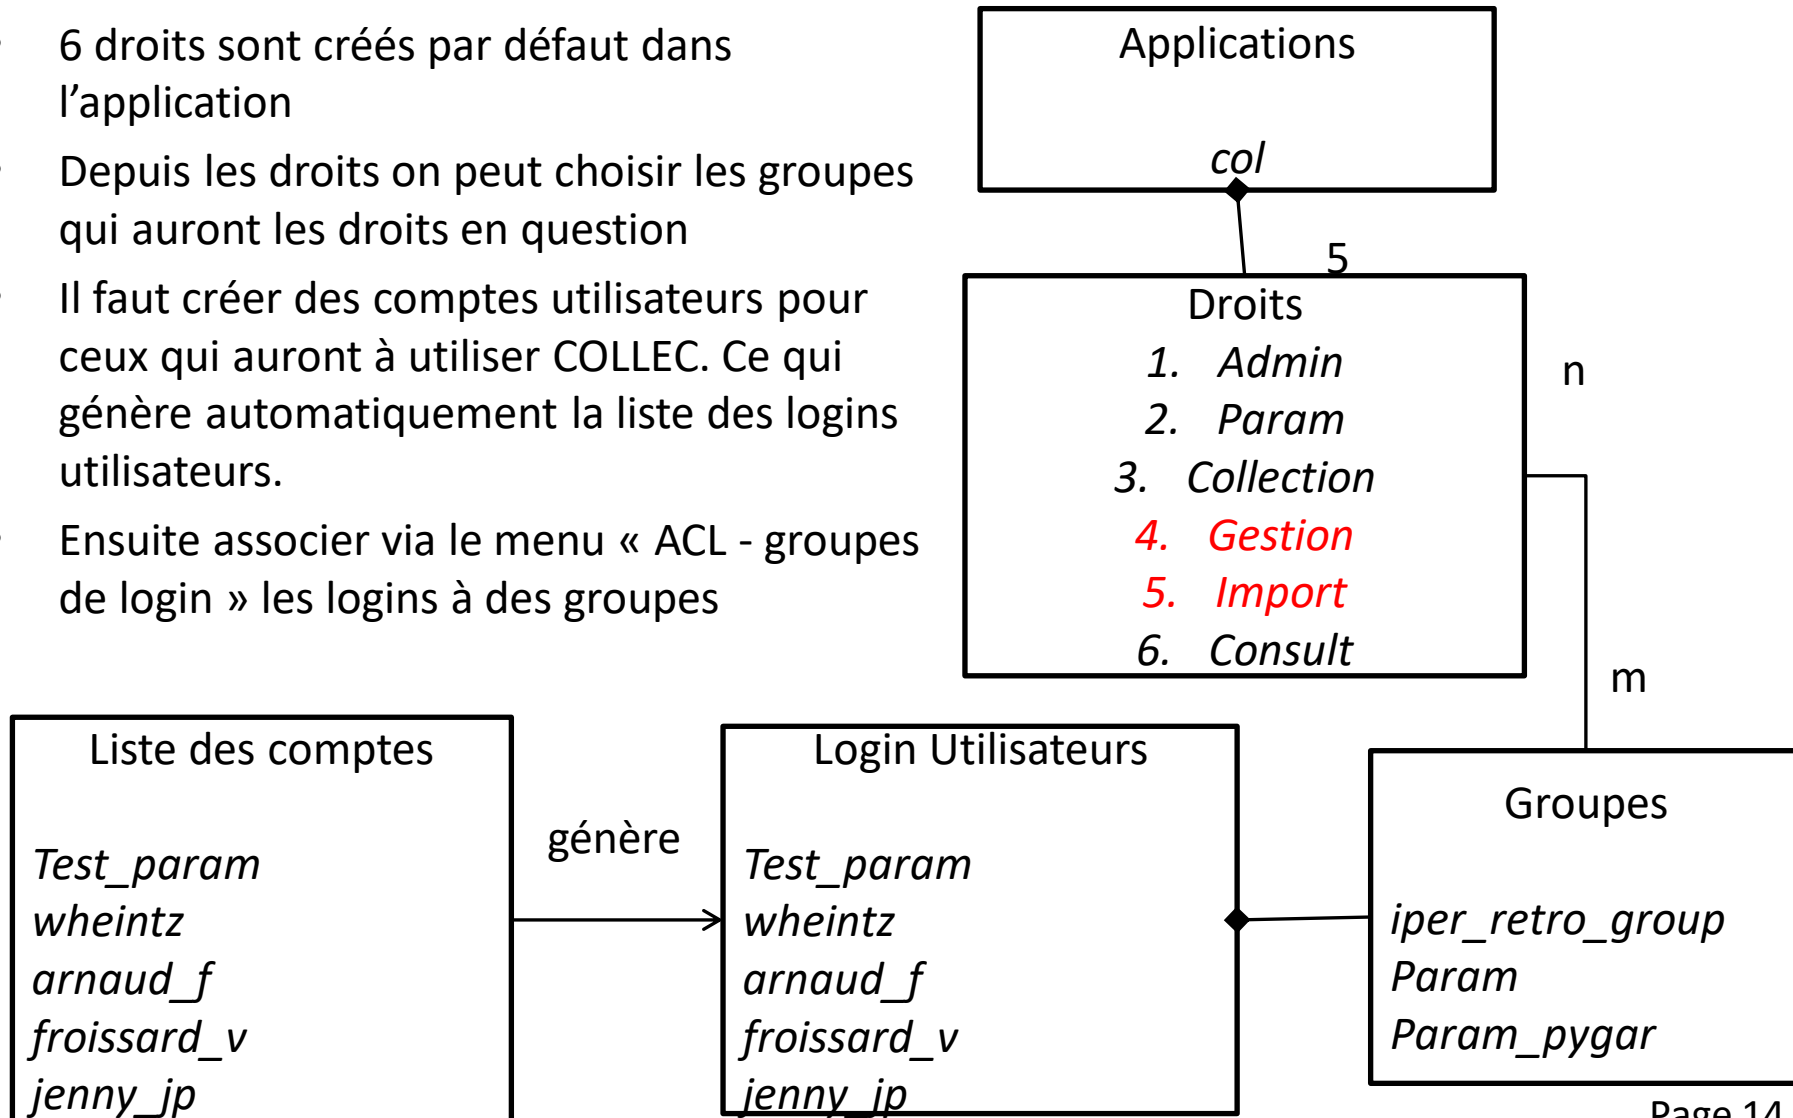 6 droits sont créés par défaut dans
l’application
Depuis les droits on peut choisir les groupes
qui auront les droits en question
Il faut créer des comptes utilisateurs pour
ceux qui auront à utiliser COLLEC. Ce qui
génère automatiquement la liste des logins
utilisateurs.
Ensuite associer via le menu « ACL - groupes
de login » les logins à des groupes
Applications
col
5
Droits
1. Admin
2. Param
3. Collection
4. Gestion
5. Import
6. Consult
n
m
Liste des comptes
Test_param
wheintz
arnaud_f
froissard_v
jenny_jp
génère
Login Utilisateurs
Test_param
wheintz
arnaud_f
froissard_v
jenny_jp
Groupes
iper_retro_group
Param
Param_pygar
Page 14